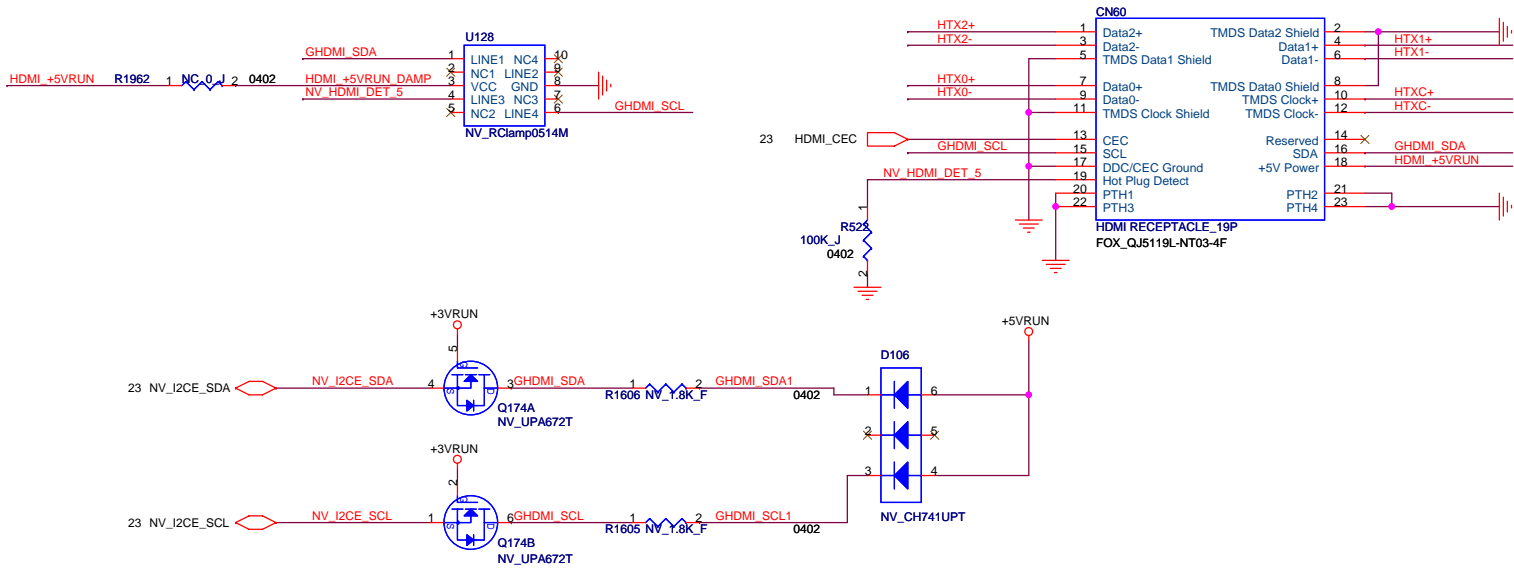 U128
GHDMI_SDA 1 LINE1 NC4 10
2 NC1 LINE2 9
HDMI_+5VRUN R1962 1 NC_0_J 2 0402 HDMI_+5VRUN_DAMP 3 VCC GND 8
NV_HDMI_DET_5 4 LINE3 NC3 7
5 NC2 LINE4 6 GHDMI_SCL
NV_RClamp0514M
CN60
HTX2+ 1 Data2+ TMDS Data2 Shield 2
HTX2- 3 Data2- Data1+ 4 HTX1+
5 TMDS Data1 Shield Data1- 6 HTX1-
HTX0+ 7 Data0+ TMDS Data0 Shield 8
HTX0- 9 Data0- TMDS Clock+ 10 HTXC+
11 TMDS Clock Shield TMDS Clock- 12 HTXC-
23 HDMI_CEC 13 CEC Reserved 14
GHDMI_SCL 15 SCL SDA 16 GHDMI_SDA
17 DDC/CEC Ground +5V Power 18 HDMI_+5VRUN
NV_HDMI_DET_5 19 Hot Plug Detect
20 PTH1 PTH2 21
22 PTH3 PTH4 23
HDMI RECEPTACLE_19P
FOX_QJ5119L-NT03-4F
1
R522
100K_J
0402
2
+3VRUN
5
G
23 NV_I2CE_SDA NV_I2CE_SDA 4 S D 3 GHDMI_SDA 1 2 GHDMI_SDA1
R1606 NV_1.8K_F 0402
Q174A
NV_UPA672T
+3VRUN
2
G
23 NV_I2CE_SCL NV_I2CE_SCL 1 S D 6 GHDMI_SCL 1 2 GHDMI_SCL1
R1605 NV_1.8K_F 0402
Q174B
NV_UPA672T
+5VRUN
D106
1 6
2 5
3 4
NV_CH741UPT